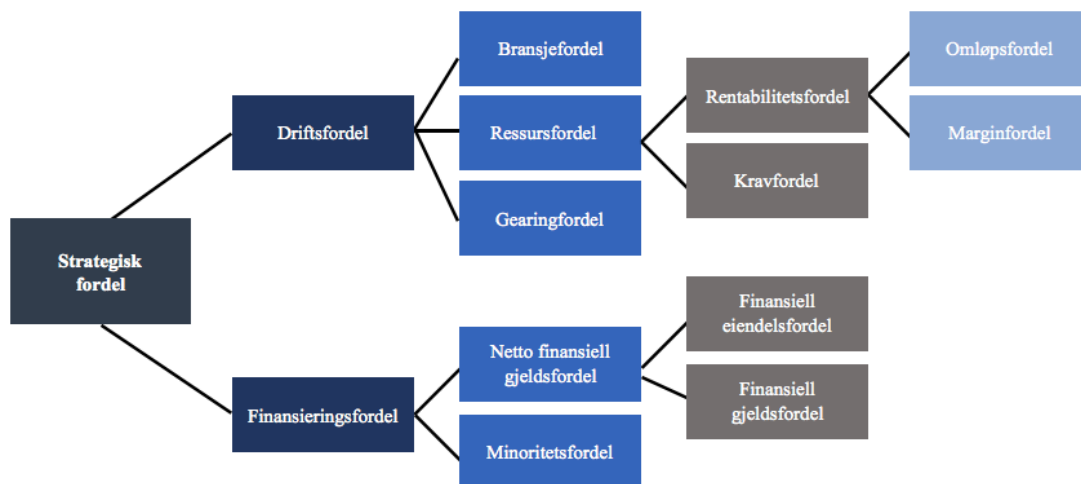 Strategisk
fordel
Driftsfordel
Finansieringsfordel
Bransjefordel
Ressursfordel
Gearingfordel
Netto finansiell
gjeldsfordel
Minoritetsfordel
Rentabilitetsfordel
Kravfordel
Finansiell
eiendelsfordel
Finansiell
gjeldsfordel
Omløpsfordel
Marginfordel